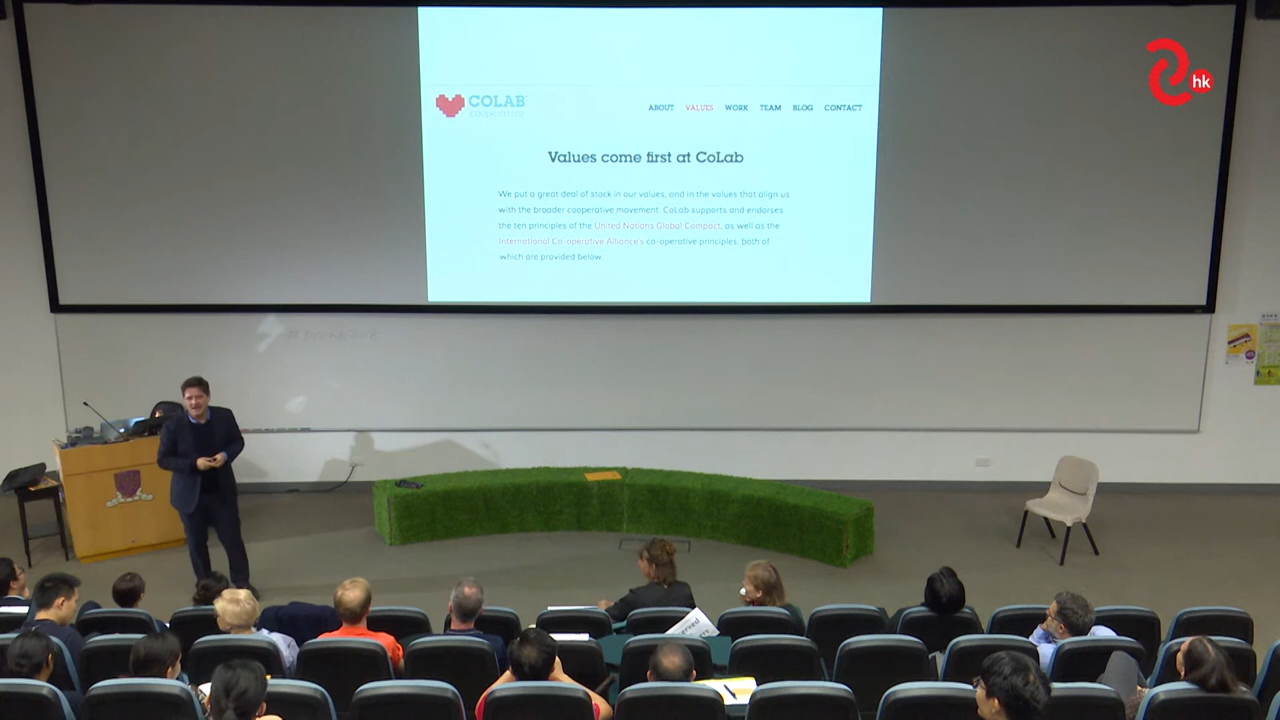 hk
COLAB
cooperative
ABOUT VALUES WORK TEAM BLOG CONTACT
Values come first at CoLab
We put a great deal of stock in our values, and in the values that align us
with the broader cooperative movement. CoLab supports and endorses
the ten principles of the United Nations Global Compact, as well as the
International Co-operative Alliance's co-operative principles, both of
which are provided below.